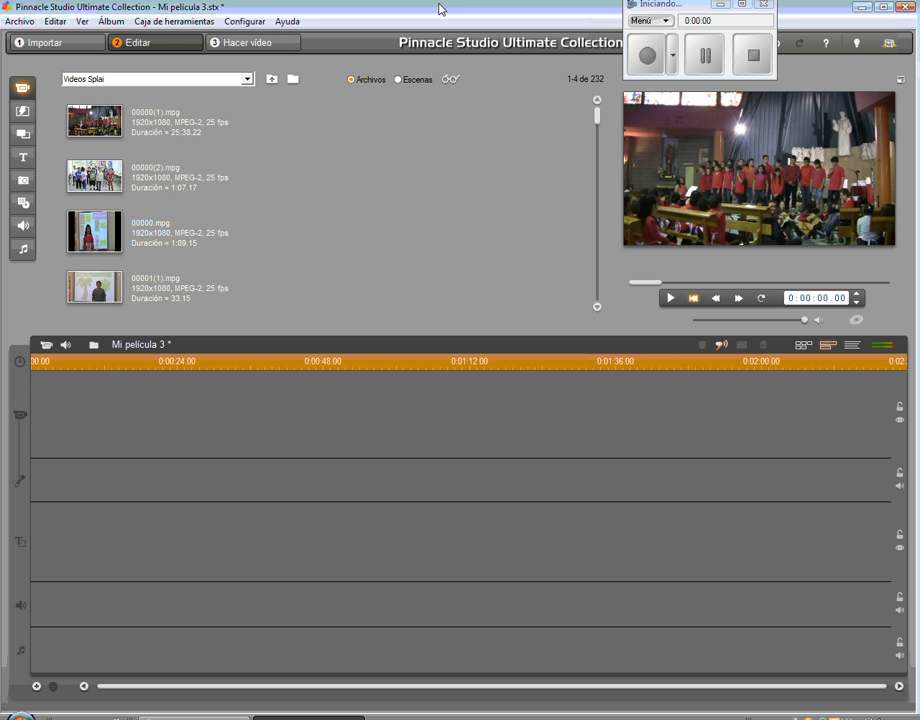 Pinnacle Studio Ultimate Collection - Mi película 3.stx *
Iniciando...
Archivo Editar Ver Álbum Caja de herramientas Configurar Ayuda
Menú 0:00:00
1 Importar 2 Editar 3 Hacer vídeo Pinnacle Studio Ultimate Collection
Videos Splai Archivos Escenas 1-4 de 232
00000(1).mpg
1920x1080, MPEG-2, 25 fps
Duración = 25:38.22
00000(2).mpg
1920x1080, MPEG-2, 25 fps
Duración = 1:07.17
00000.mpg
1920x1080, MPEG-2, 25 fps
Duración = 1:09.15
00001(1).mpg
1920x1080, MPEG-2, 25 fps
Duración = 33.15
0:00:00.00
Mi película 3 *
00:00 0:00:24.00 0:00:48.00 0:01:12.00 0:01:36.00 0:02:00.00 0:02: